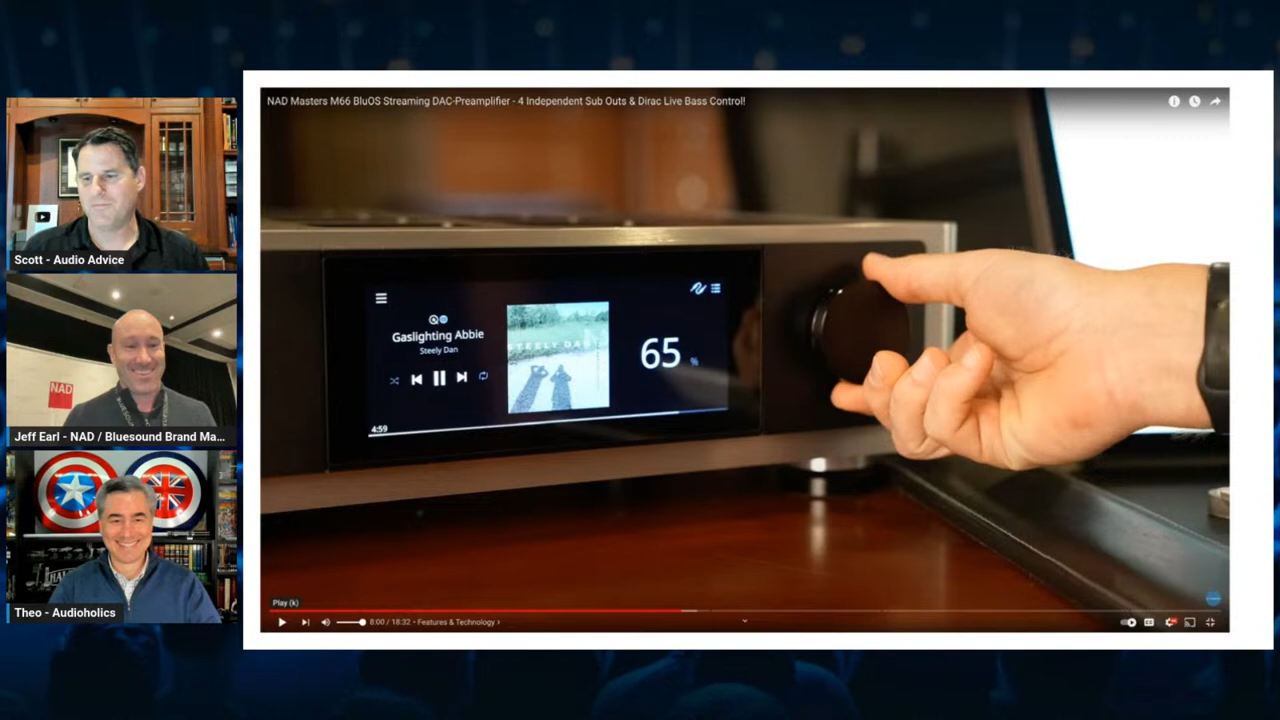 Scott - Audio Advice
NAD
Jeff Earl - NAD / Bluesound Brand Ma...
Theo - Audioholics
NAD Masters M66 BluOS Streaming DAC-Preamplifier - 4 Independent Sub Outs & Dirac Live Bass Control!
Gaslighting Abbie
Steely Dan
STEELY DAN
65 %
4:59
Play (k)
8:00 / 18:32 • Features & Technology ›